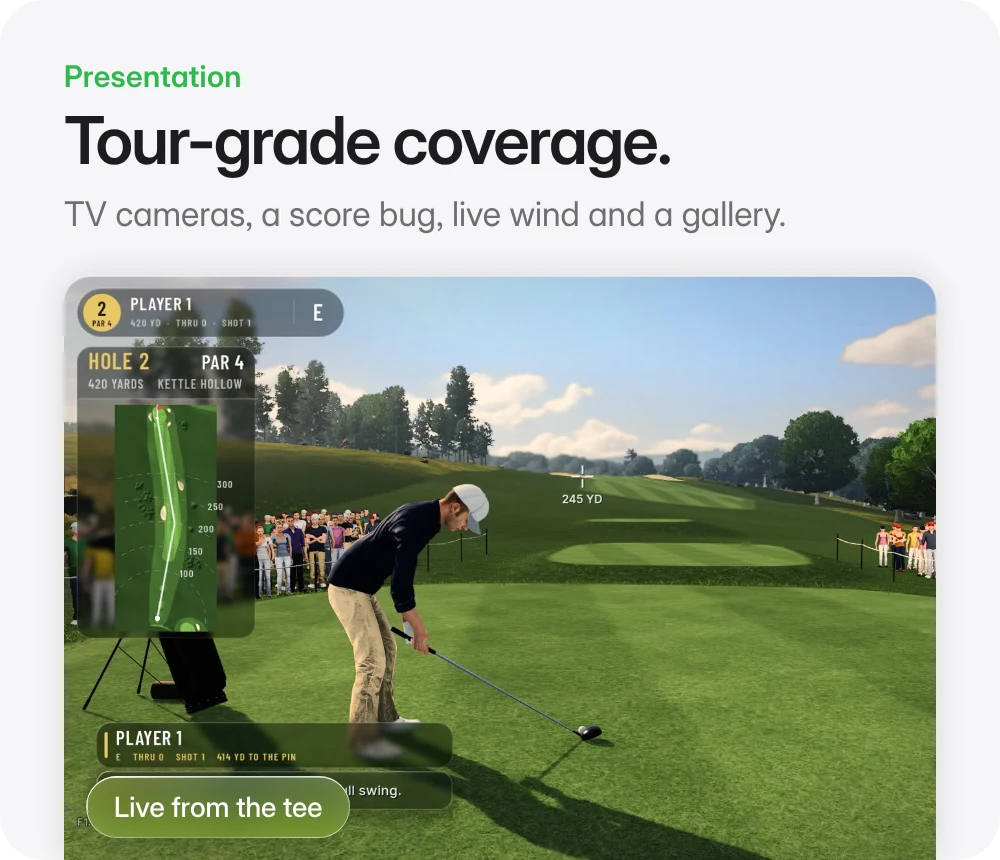 Presentation
Tour-grade coverage.
TV cameras, a score bug, live wind and a gallery.
2
PAR 4
PLAYER 1
420 YD · THRU 0 · SHOT 1
E
HOLE 2 PAR 4
420 YARDS KETTLE HOLLOW
300
250
200
150
100
245 YD
PLAYER 1
E THRU 0 SHOT 1 414 YD TO THE PIN
swing.
Live from the tee